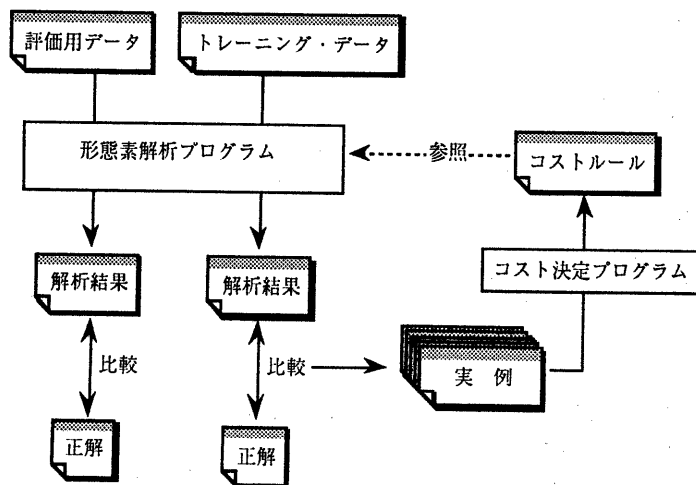 評価用データ
トレーニング・データ
形態素解析プログラム
参照
コストルール
解析結果
解析結果
コスト決定プログラム
比較
比較
実 例
正解
正解